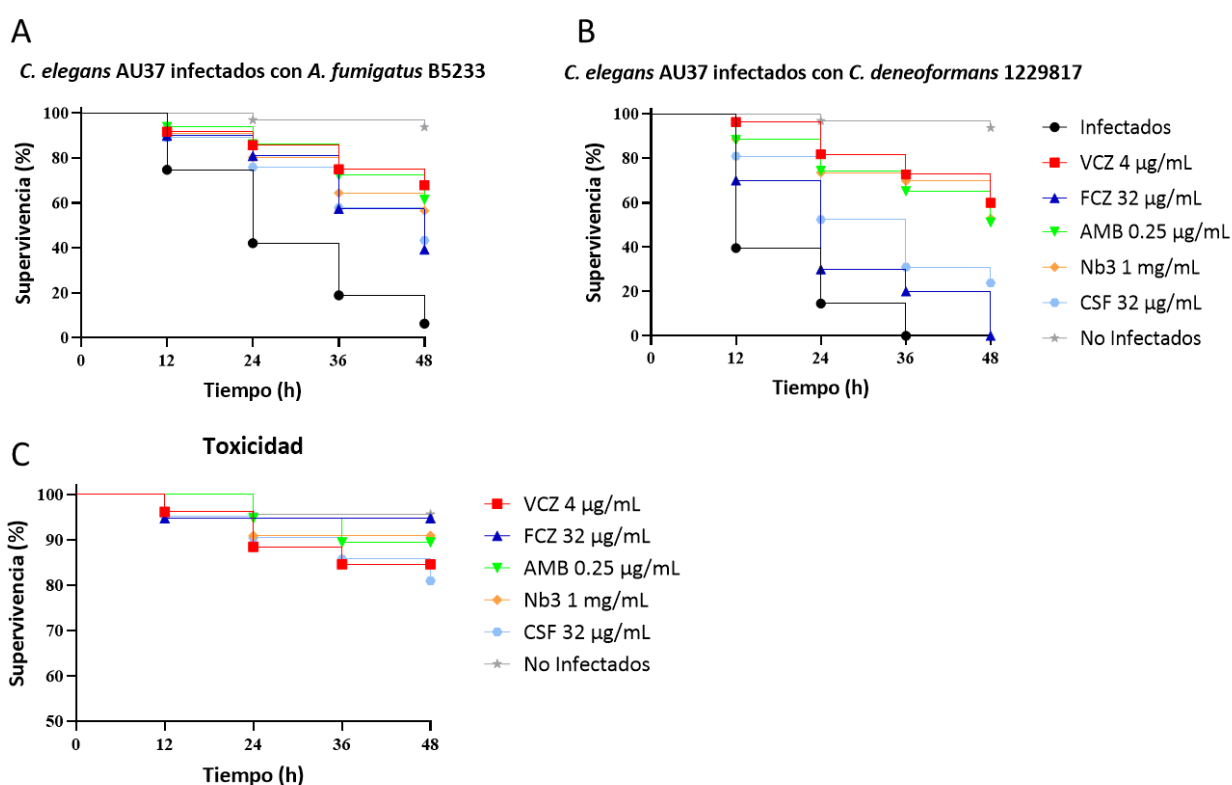 A
C. elegans AU37 infectados con A. fumigatus B5233
Supervivencia (%)
100
80
60
40
20
0
0 12 24 36 48
Tiempo (h)
B
C. elegans AU37 infectados con C. deneoformans 1229817
Supervivencia (%)
100
80
60
40
20
0
0 12 24 36 48
Tiempo (h)
Infectados
VCZ 4 µg/mL
FCZ 32 µg/mL
AMB 0.25 µg/mL
Nb3 1 mg/mL
CSF 32 µg/mL
No Infectados
C
Toxicidad
Supervivencia (%)
100
90
80
70
60
50
0 12 24 36 48
Tiempo (h)
VCZ 4 µg/mL
FCZ 32 µg/mL
AMB 0.25 µg/mL
Nb3 1 mg/mL
CSF 32 µg/mL
No Infectados